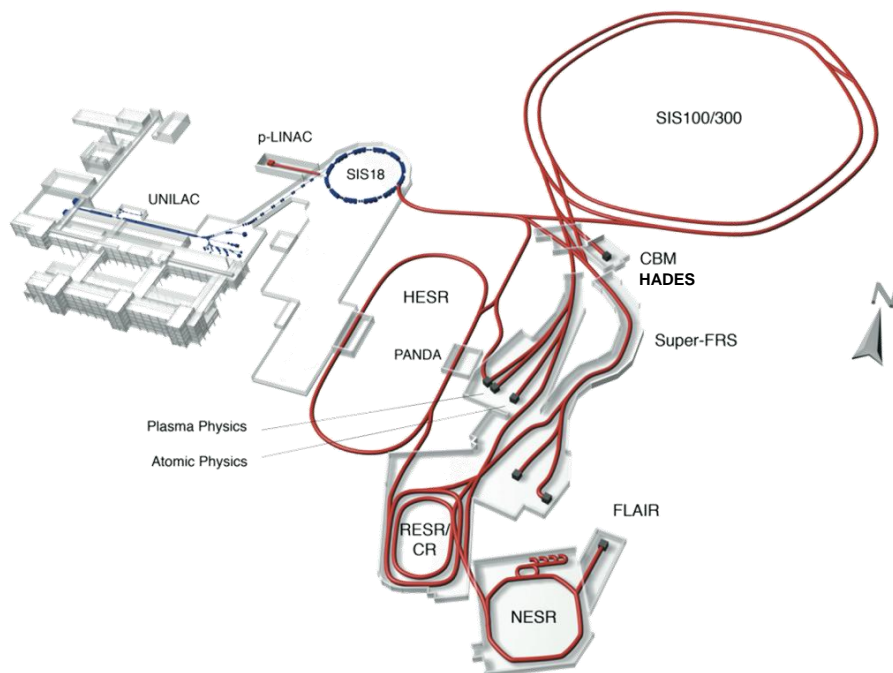 SIS100/300
p-LINAC
SIS18
UNILAC
CBM
HADES
HESR
N
Super-FRS
PANDA
Plasma Physics
Atomic Physics
FLAIR
RESR/
CR
NESR